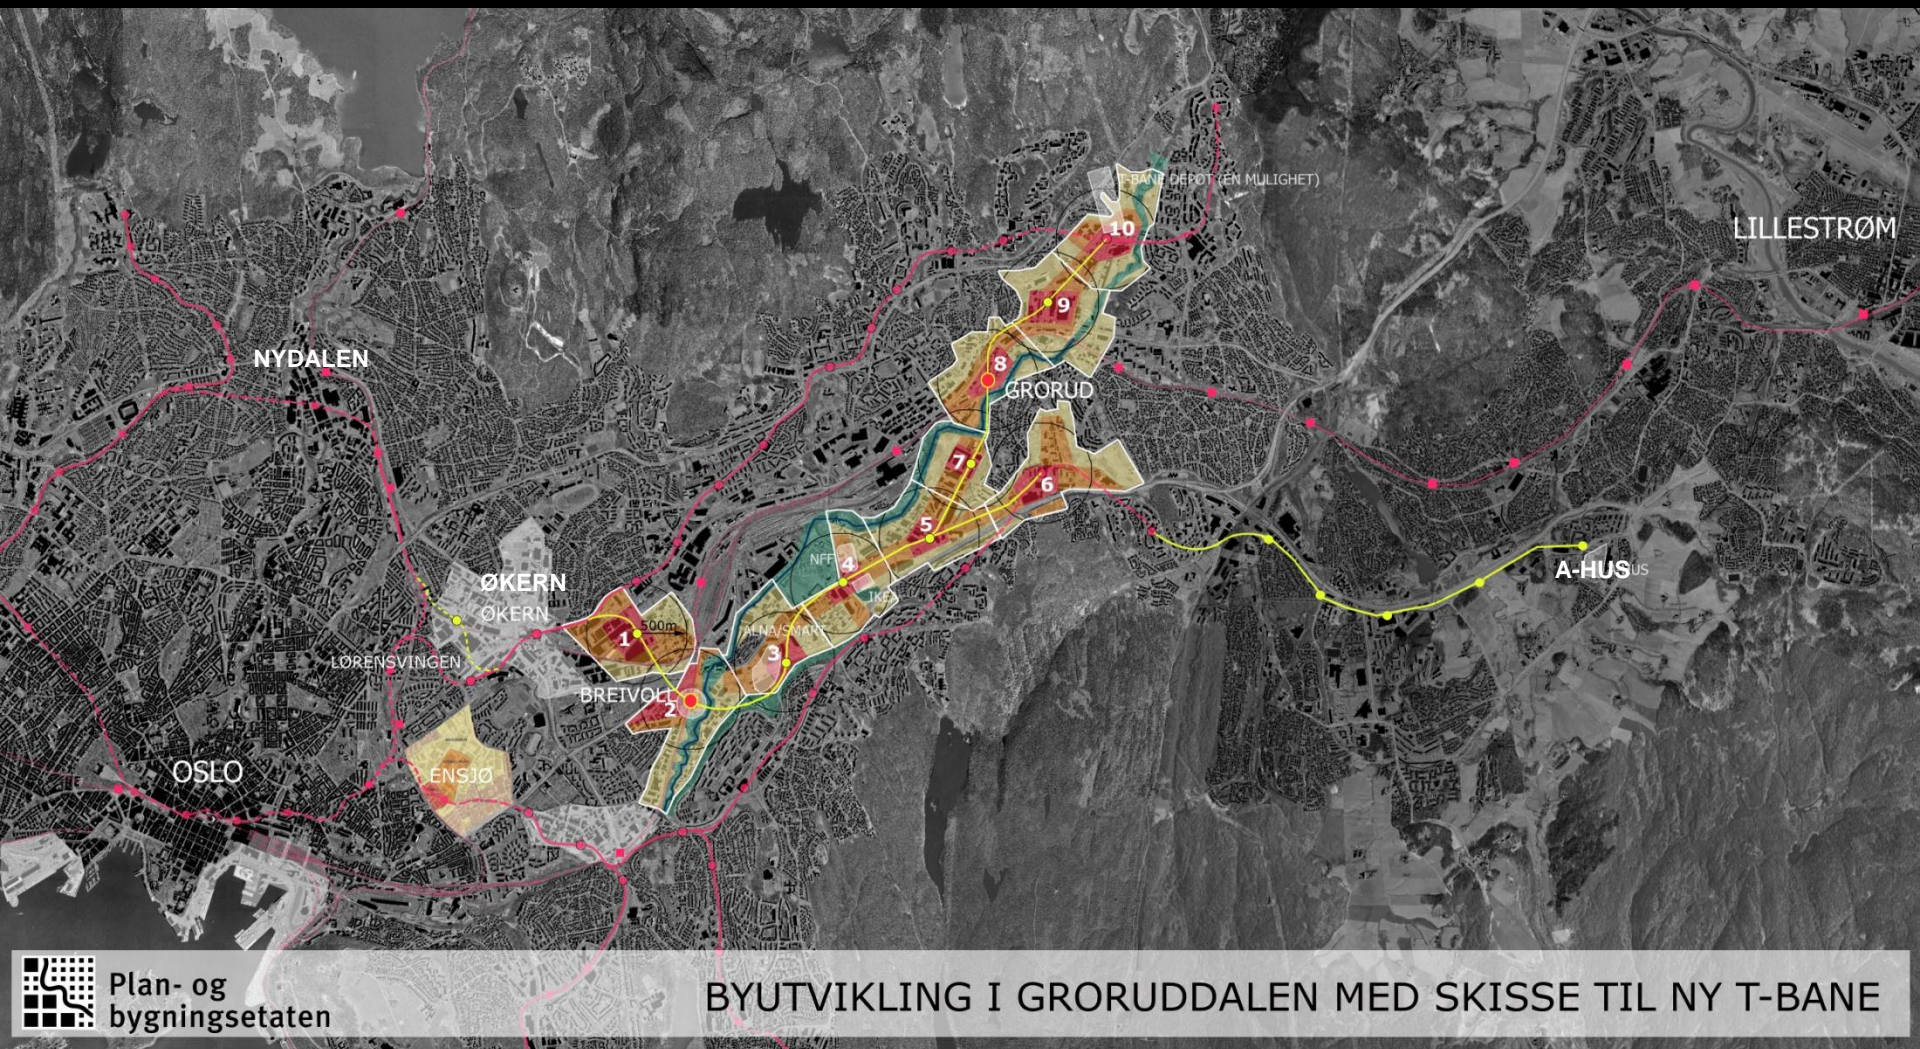 T-BANE DEPOT (EN MULIGHET)
10
LILLESTRØM
9
NYDALEN
8
GRORUD
7
6
5
NFF
4
A-HUS
ØKERN
IKEA
ØKERN
500m
1
ALNA/SMART
LØRENSVINGEN
3
BREIVOLL
2
OSLO
ENSJØ
Plan- og
bygningsetaten
BYUTVIKLING I GRORUDDALEN MED SKISSE TIL NY T-BANE